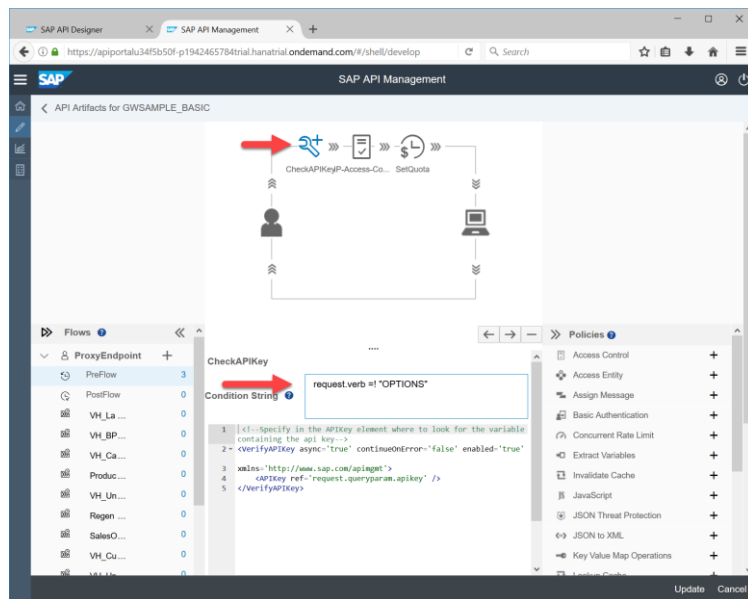 SAP API Designer
SAP API Management
https://apiportalu34f5b50f-p1942465784trial.hanatrial.ondemand.com/#/shell/develop
Search
SAP
SAP API Management
API Artifacts for GWSAMPLE_BASIC
CheckAPIKey
IP-Access-Co...
SetQuota
Flows
ProxyEndpoint
PreFlow 3
PostFlow 0
VH_La ... 0
VH_BP... 0
VH_Ca... 0
Produc ... 0
VH_Un... 0
Regen ... 0
SalesO... 0
VH_Cu... 0
CheckAPIKey
Condition String
request.verb =! "OPTIONS"
1 <!--Specify in the APIKey element where to look for the variable
containing the api key-->
2 <VerifyAPIKey async='true' continueOnError='false' enabled='true'
3 xmlns='http://www.sap.com/apimgmt'>
4 <APIKey ref='request.queryparam.apikey' />
5 </VerifyAPIKey>
Policies
Access Control
Access Entity
Assign Message
Basic Authentication
Concurrent Rate Limit
Extract Variables
Invalidate Cache
JavaScript
JSON Threat Protection
JSON to XML
Key Value Map Operations
Update
Cancel